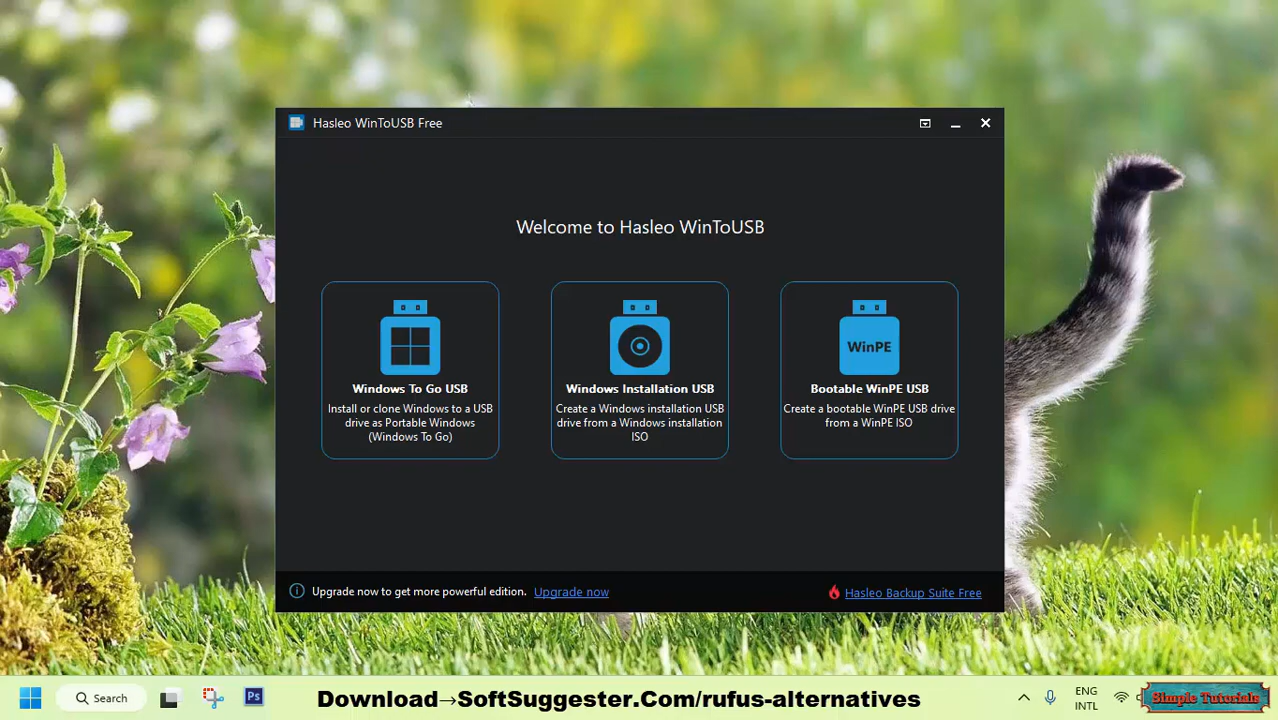 Hasleo WinToUSB Free
Welcome to Hasleo WinToUSB
WinPE
Windows To Go USB
Install or clone Windows to a USB
drive as Portable Windows
(Windows To Go)
Windows Installation USB
Create a Windows installation USB
drive from a Windows installation
ISO
Bootable WinPE USB
Create a bootable WinPE USB drive
from a WinPE ISO
Upgrade now to get more powerful edition. Upgrade now
Hasleo Backup Suite Free
Search
Ps
Download→SoftSuggester.Com/rufus-alternatives
ENG
INTL
Simple Tutorials